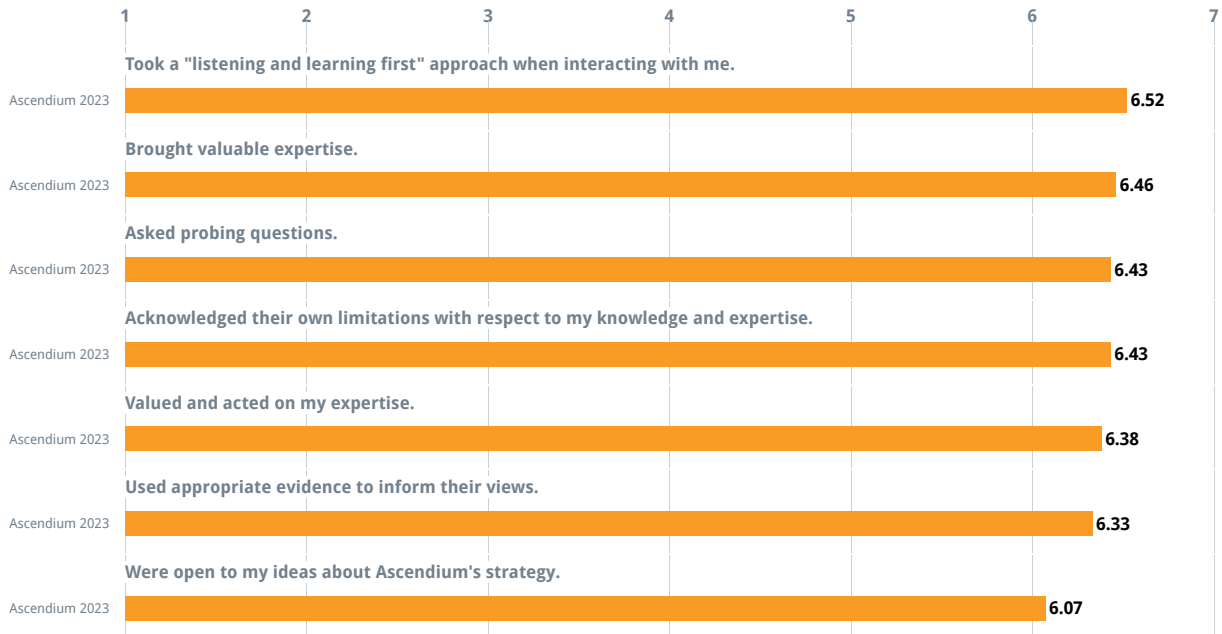 1 2 3 4 5 6 7
Took a "listening and learning first" approach when interacting with me.
Ascendium 2023 6.52
Brought valuable expertise.
Ascendium 2023 6.46
Asked probing questions.
Ascendium 2023 6.43
Acknowledged their own limitations with respect to my knowledge and expertise.
Ascendium 2023 6.43
Valued and acted on my expertise.
Ascendium 2023 6.38
Used appropriate evidence to inform their views.
Ascendium 2023 6.33
Were open to my ideas about Ascendium's strategy.
Ascendium 2023 6.07